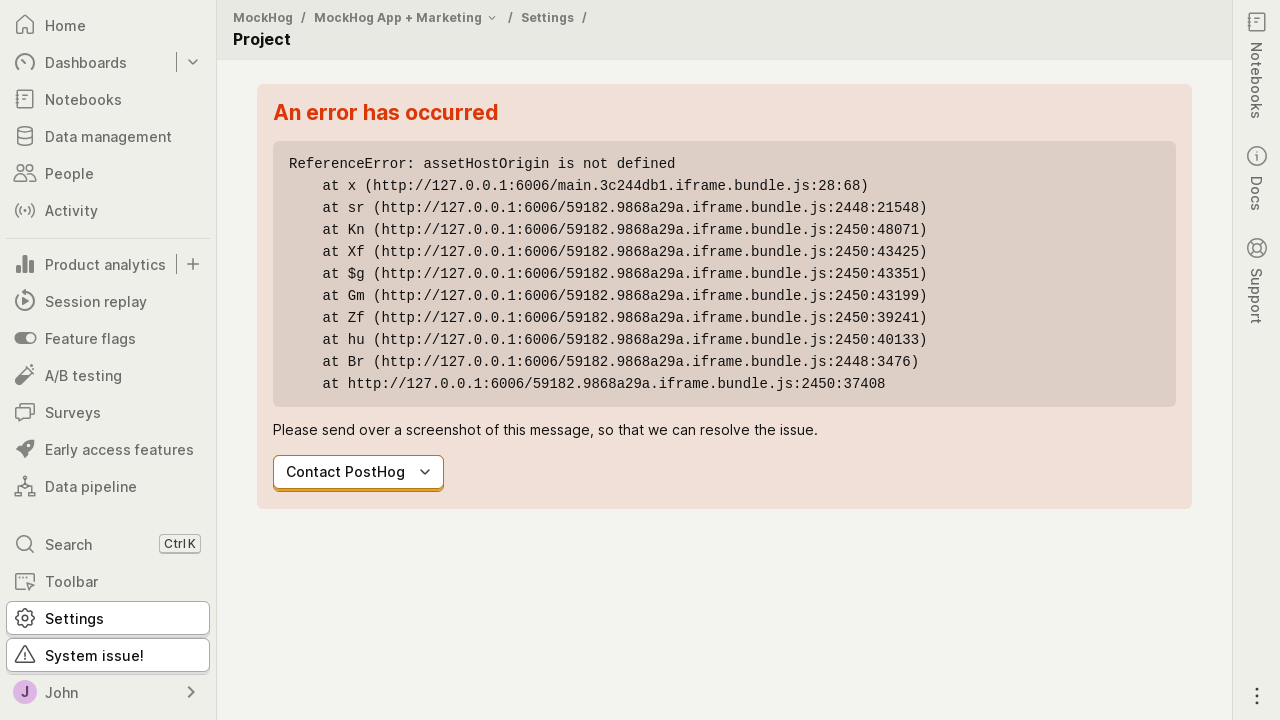 Home
Dashboards
Notebooks
Data management
People
Activity
Product analytics
Session replay
Feature flags
A/B testing
Surveys
Early access features
Data pipeline
Search Ctrl K
Toolbar
Settings
System issue!
J John
MockHog / MockHog App + Marketing / Settings /
Project
An error has occurred
ReferenceError: assetHostOrigin is not defined
at x (http://127.0.0.1:6006/main.3c244db1.iframe.bundle.js:28:68)
at sr (http://127.0.0.1:6006/59182.9868a29a.iframe.bundle.js:2448:21548)
at Kn (http://127.0.0.1:6006/59182.9868a29a.iframe.bundle.js:2450:48071)
at Xf (http://127.0.0.1:6006/59182.9868a29a.iframe.bundle.js:2450:43425)
at $g (http://127.0.0.1:6006/59182.9868a29a.iframe.bundle.js:2450:43351)
at Gm (http://127.0.0.1:6006/59182.9868a29a.iframe.bundle.js:2450:43199)
at Zf (http://127.0.0.1:6006/59182.9868a29a.iframe.bundle.js:2450:39241)
at hu (http://127.0.0.1:6006/59182.9868a29a.iframe.bundle.js:2450:40133)
at Br (http://127.0.0.1:6006/59182.9868a29a.iframe.bundle.js:2448:3476)
at http://127.0.0.1:6006/59182.9868a29a.iframe.bundle.js:2450:37408
Please send over a screenshot of this message, so that we can resolve the issue.
Contact PostHog
Notebooks
Docs
Support